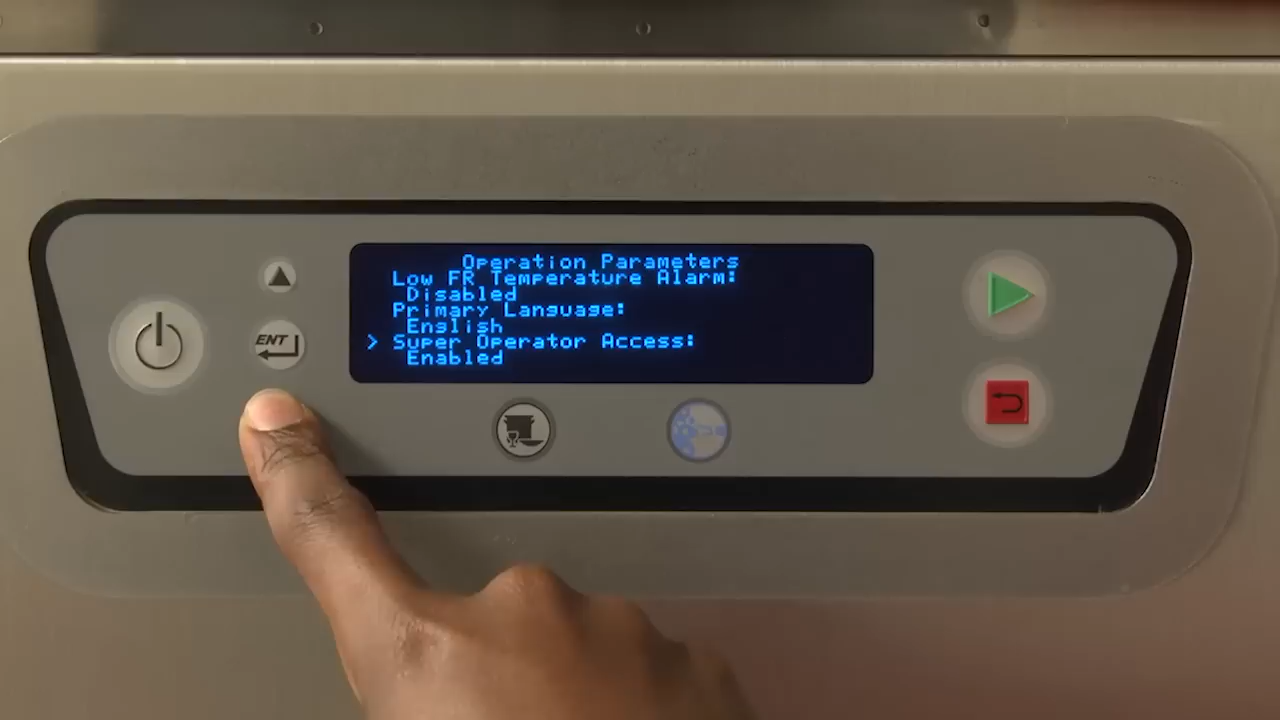 Operation Parameters
Low FR Temperature Alarm:
Disabled
Primary Language:
English
> Super Operator Access:
Enabled
ENT